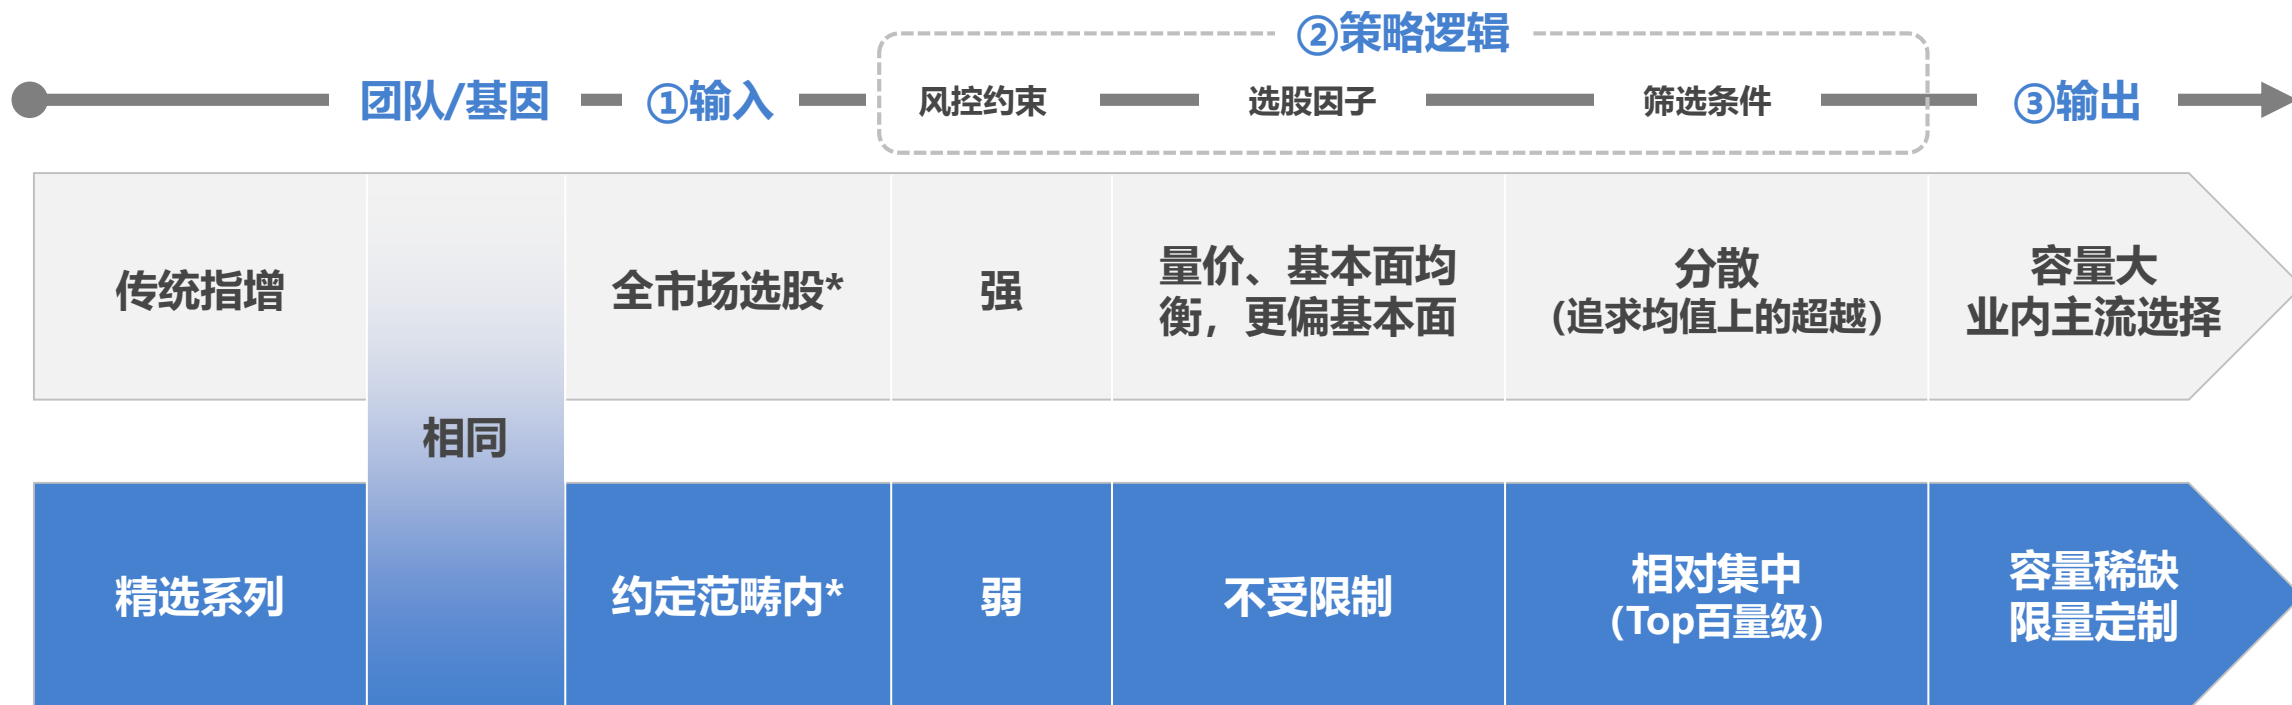 ②策略逻辑
团队/基因
①输入
风控约束
选股因子
筛选条件
③输出
传统指增
全市场选股*
强
量价、基本面均
衡，更偏基本面
分散
（追求均值上的超越）
容量大
业内主流选择
相同
精选系列
约定范畴内*
弱
不受限制
相对集中
（Top百量级）
容量稀缺
限量定制